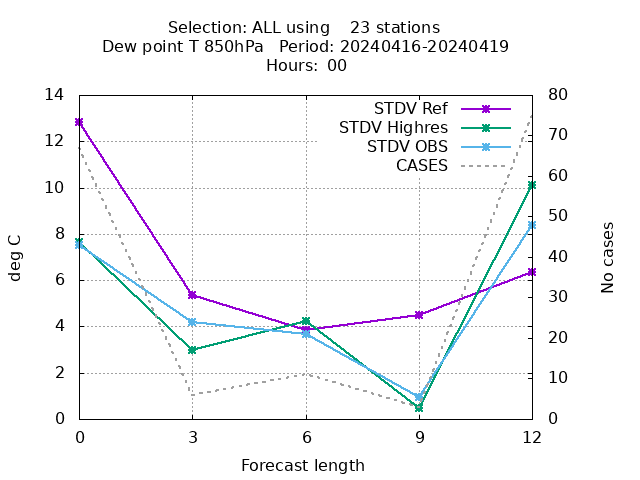 Selection: ALL using    23 stations
Dew point T 850hPa   Period: 20240416-20240419
Hours: 00
STDV Ref
STDV Highres
STDV OBS
CASES
deg C
No cases
14
12
10
8
6
4
2
0
80
70
60
50
40
30
20
10
0
0 3 6 9 12
Forecast length